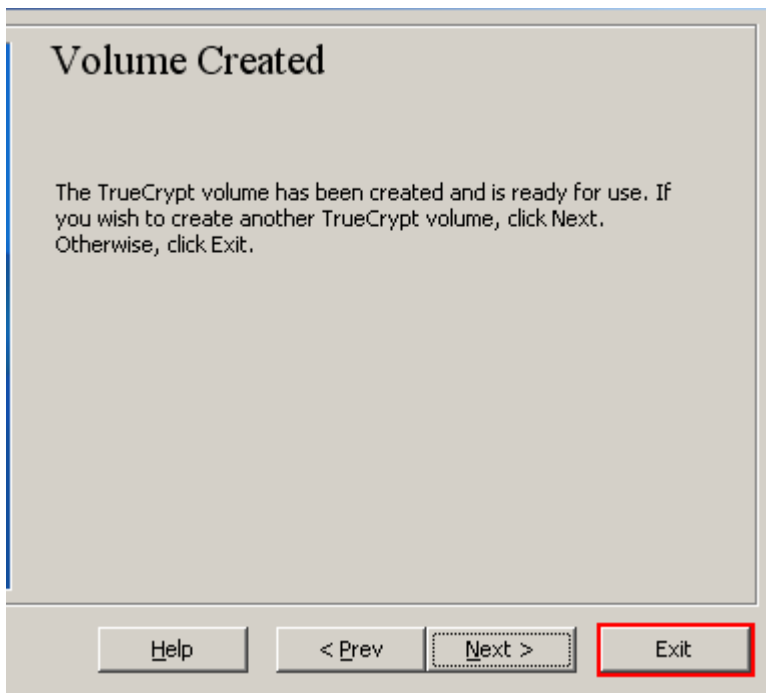 Volume Created
The TrueCrypt volume has been created and is ready for use. If
you wish to create another TrueCrypt volume, click Next.
Otherwise, click Exit.
Help
< Prev
Next >
Exit